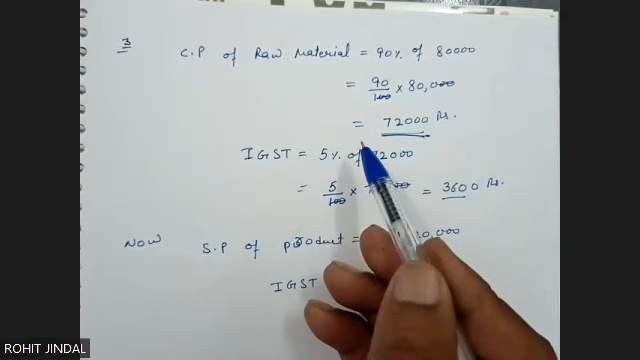 3
C.P of Raw Material = 90% of 80000
= 90/100 x 80,000
= 72000 Rs.
IGST = 5% of 72000
= 5/100 x = 3600 Rs.
Now S.P of product =
IGST
ROHIT JINDAL